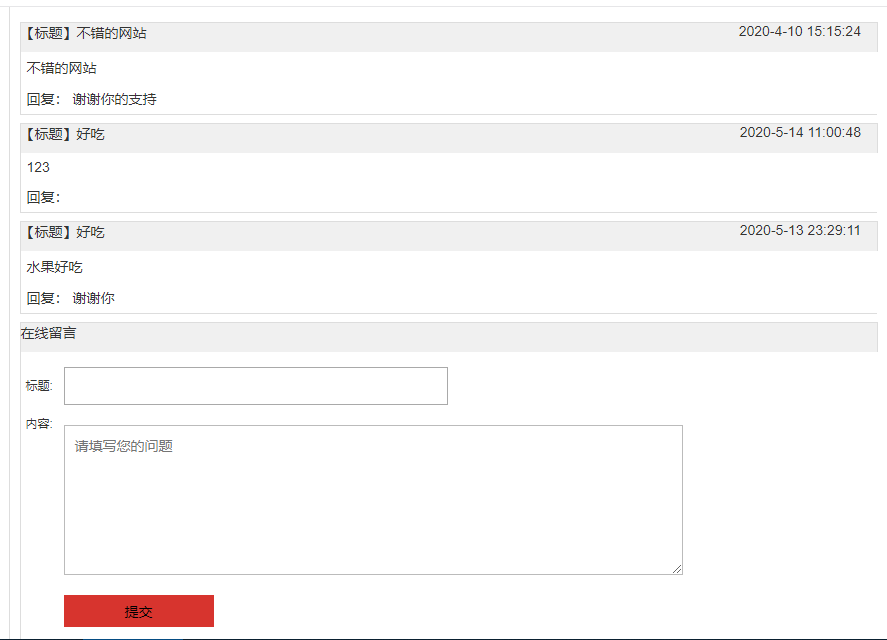 【标题】不错的网站 2020-4-10 15:15:24
不错的网站
回复： 谢谢你的支持
【标题】好吃 2020-5-14 11:00:48
123
回复：
【标题】好吃 2020-5-13 23:29:11
水果好吃
回复： 谢谢你
在线留言
标题:
内容:
请填写您的问题
提交